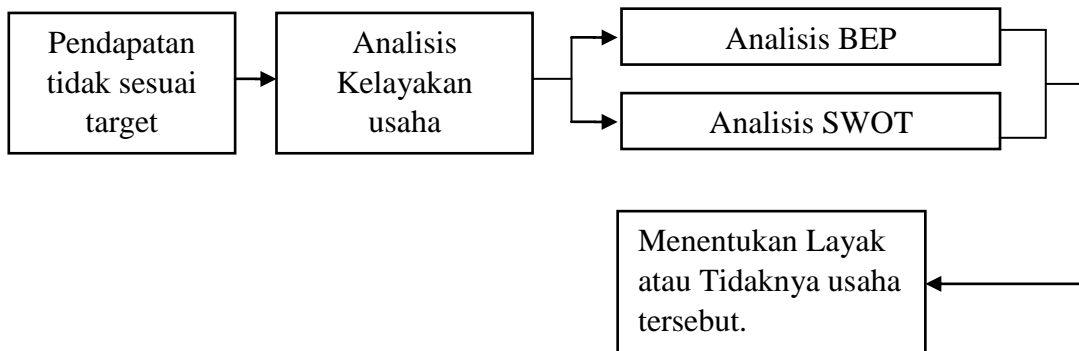 Pendapatan
tidak sesuai
target
Analisis
Kelayakan
usaha
Analisis BEP
Analisis SWOT
Menentukan Layak
atau Tidaknya usaha
tersebut.